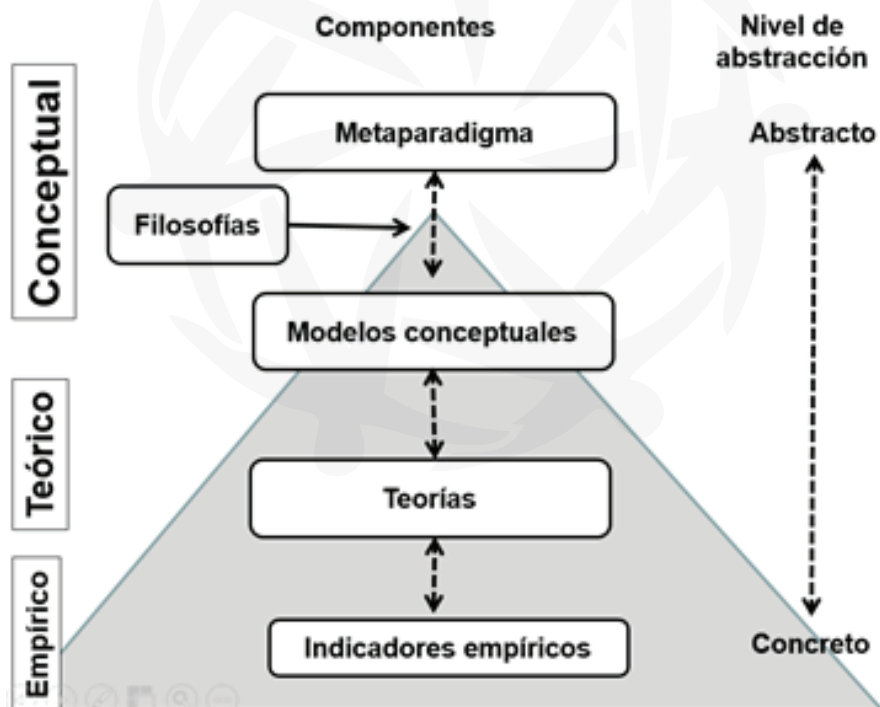 Componentes
Nivel de
abstracción
Conceptual
Metaparadigma
Abstracto
Filosofías
Modelos conceptuales
Teórico
Teorías
Empírico
Indicadores empíricos
Concreto